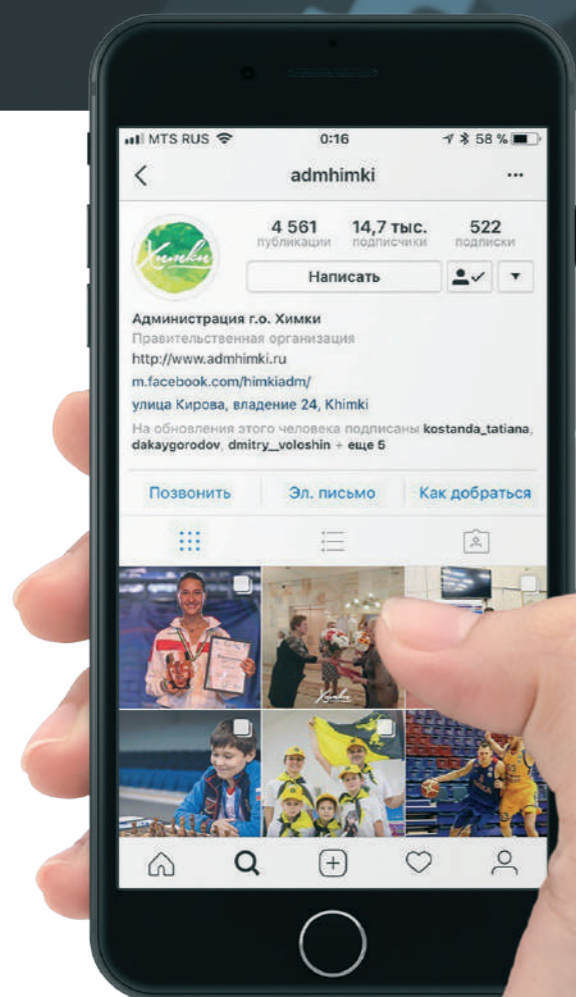 MTS RUS 0:16 58 %
admhimki
Химки
4 561 14,7 тыс. 522
публикации подписчики подписки
Написать
Администрация г.о. Химки
Правительственная организация
http://www.admhimki.ru
m.facebook.com/himkiadm/
улица Кирова, владение 24, Khimki
На обновления этого человека подписаны kostanda_tatiana,
dakaygorodov, dmitry__voloshin + еще 5
Позвонить Эл. письмо Как добраться
Химки